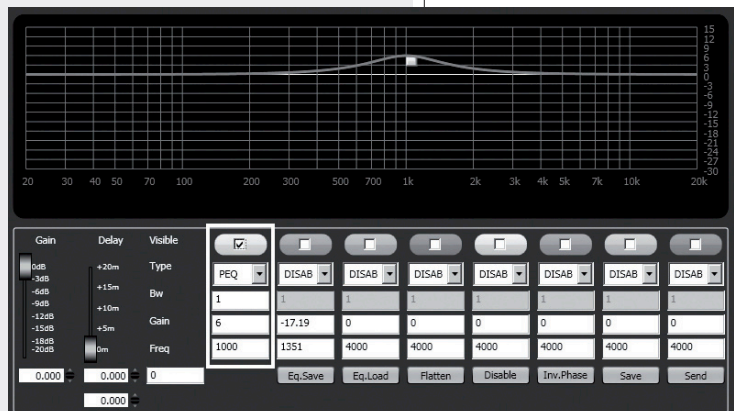 15
12
9
6
3
0
-3
-6
-9
-12
-15
-18
-21
-24
-27
-30
20 30 40 50 70 100 200 300 500 700 1k 2k 3k 4k 5k 7k 10k 20k
Gain Delay Visible
0dB +20m Type PEQ DISAB DISAB DISAB DISAB DISAB DISAB DISAB
-3dB
-6dB +15m Bw 1 1 1 1 1 1 1 1
-9dB +10m
-12dB Gain 6 -17.19 0 0 0 0 0 0
-15dB +5m
-18dB
-20dB 0m Freq 1000 1351 4000 4000 4000 4000 4000 4000
0.000 0.000 0 Eq.Save Eq.Load Flatten Disable Inv.Phase Save Send
0.000